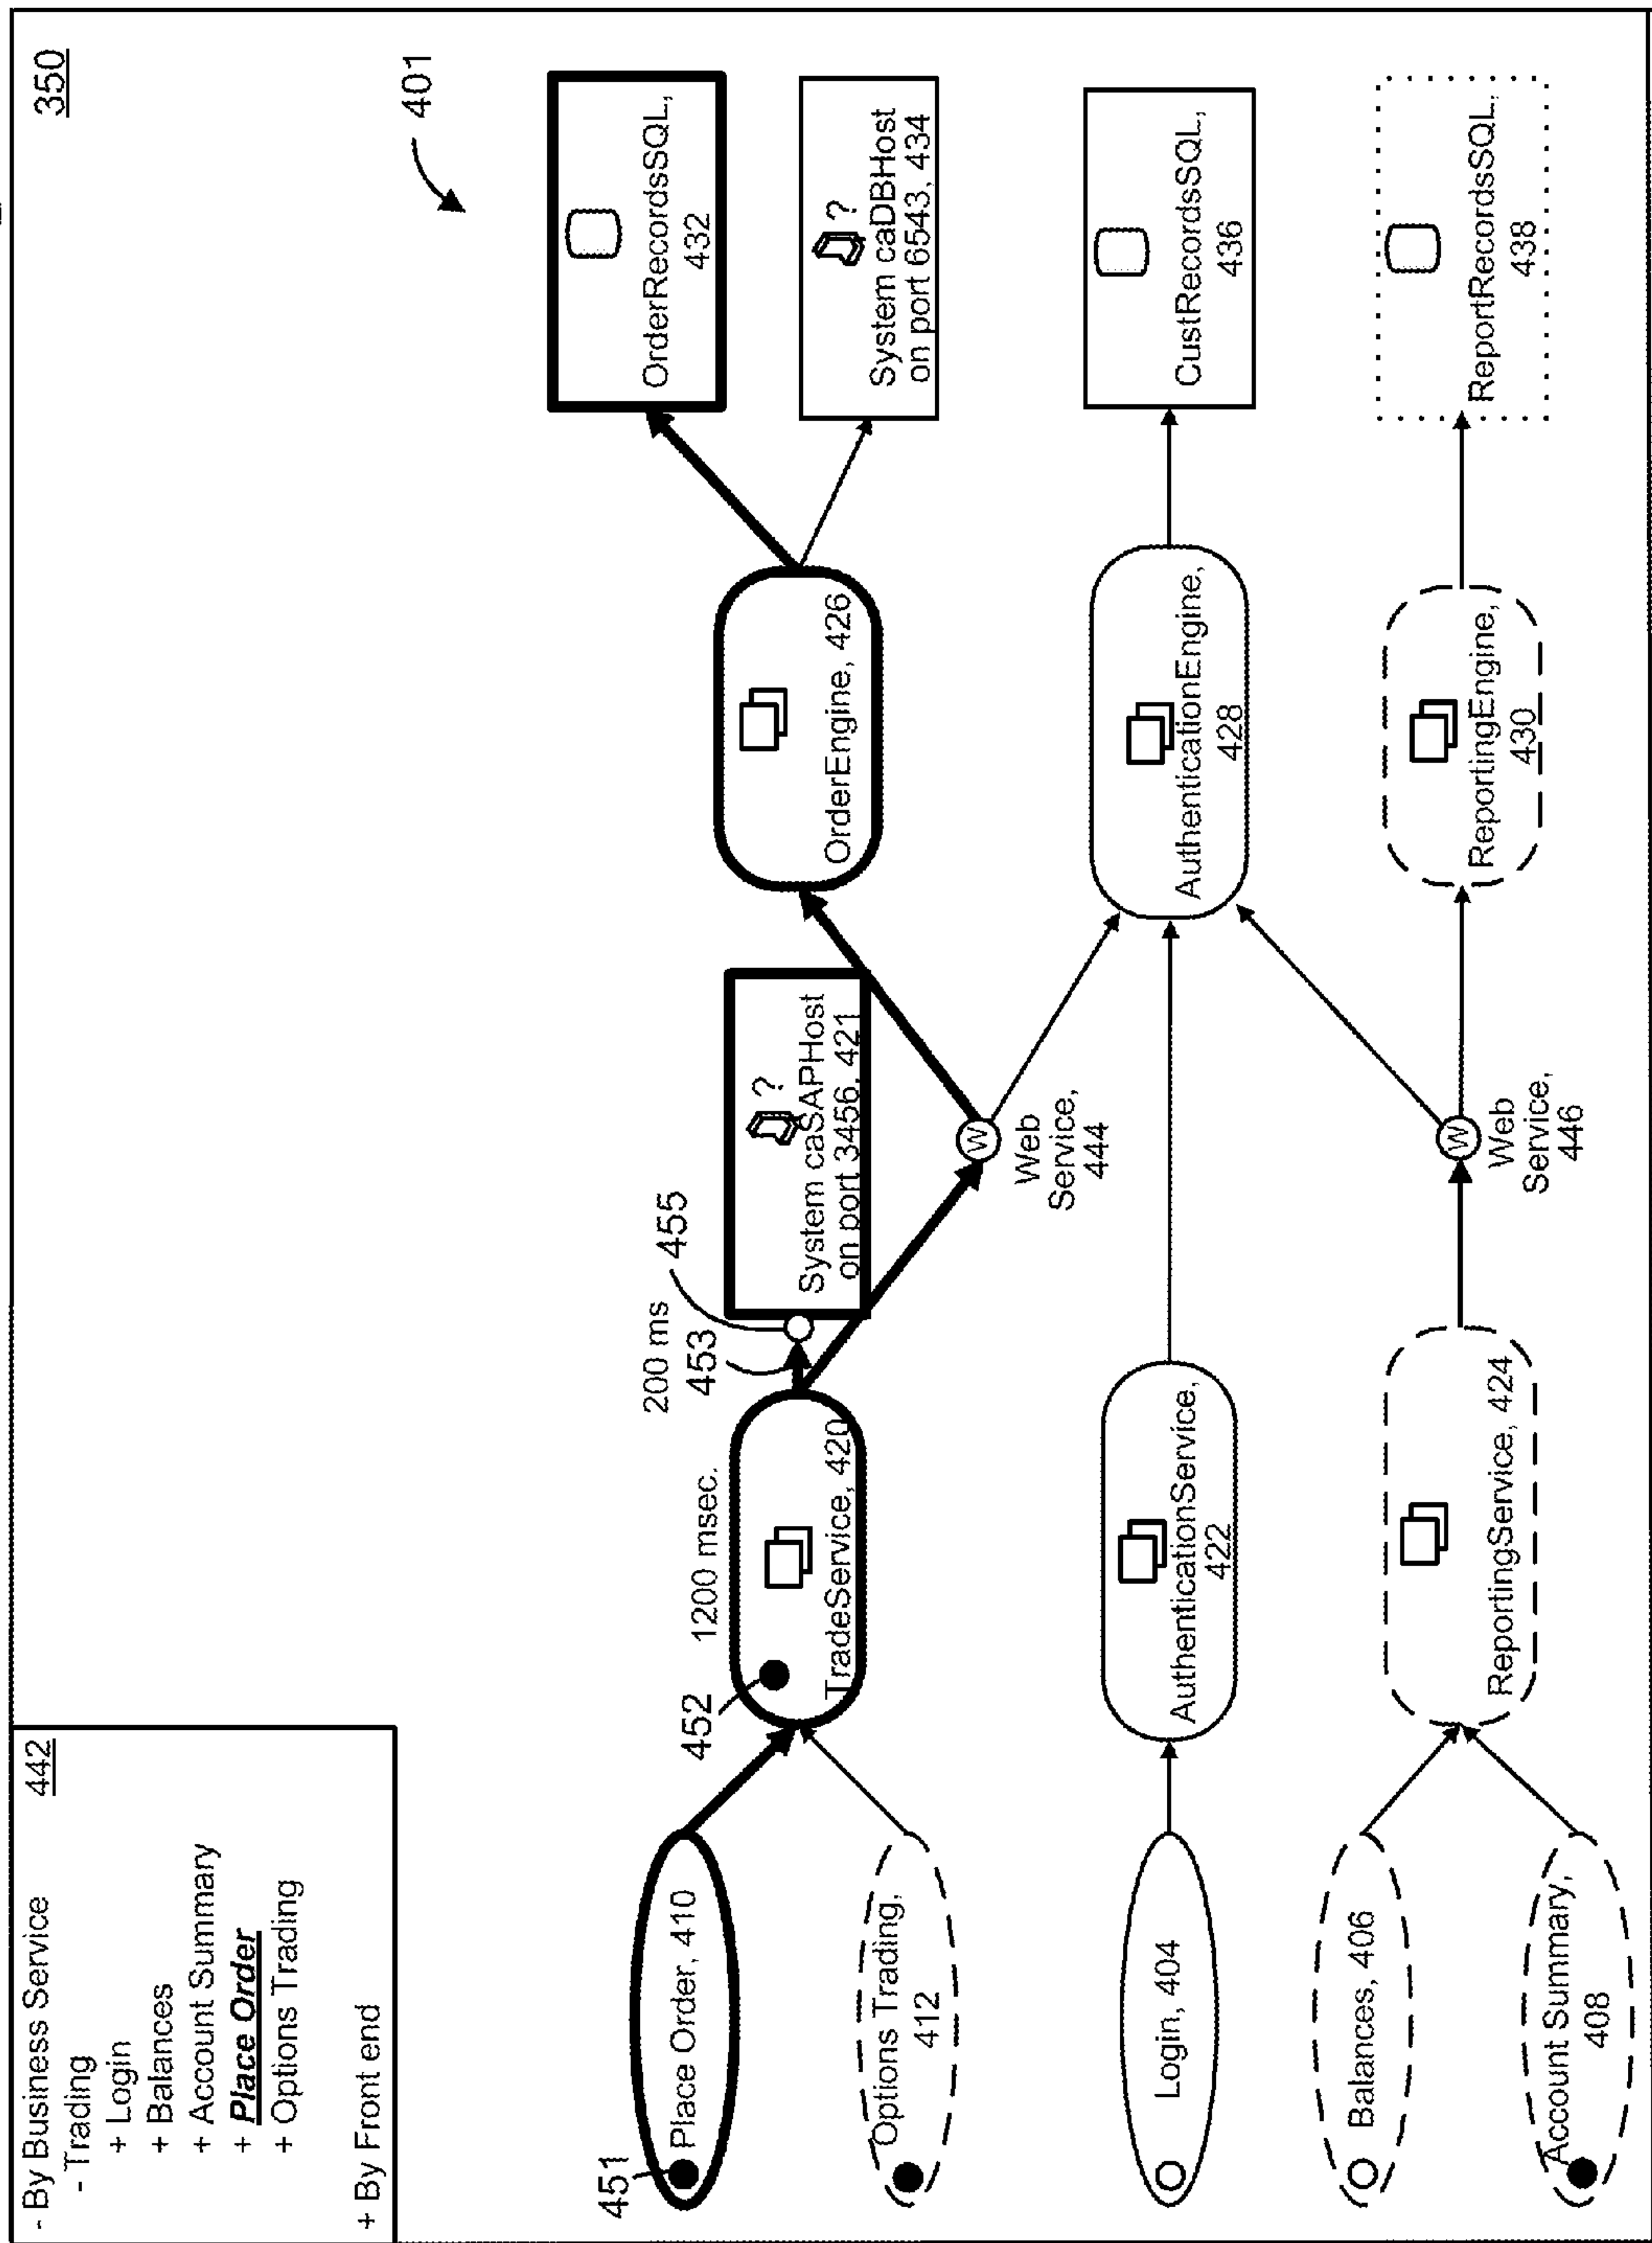 - By Business Service 442
- Trading
+ Login
+ Balances
+ Account Summary
+ Place Order
+ Options Trading
+ By Front end
350
401
451
Place Order, 410
Options Trading,
412
Login, 404
Balances, 406
Account Summary,
408
452
1200 msec.
TradeService, 420
AuthenticationService,
422
ReportingService, 424
200 ms
453
455
?
System caSAPHost
on port 3456, 421
W
Web
Service,
444
W
Web
Service,
446
OrderEngine, 426
AuthenticationEngine,
428
ReportingEngine,
430
OrderRecordsSQL,
432
?
System caDBHost
on port 6543, 434
CustRecordsSQL,
436
ReportRecordsSQL,
438